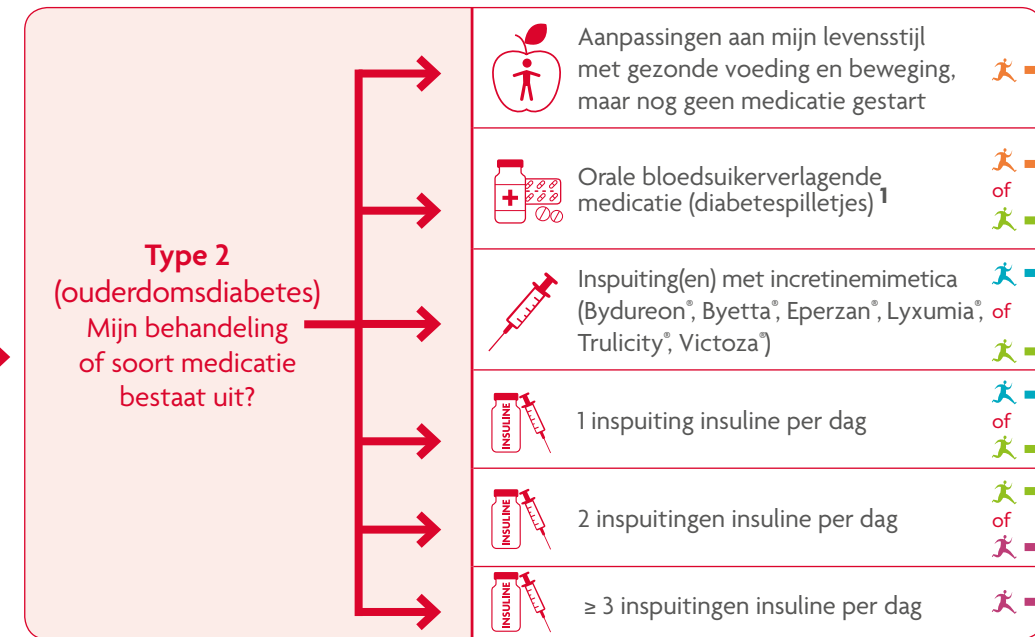 Type 2
(ouderdomsdiabetes)
Mijn behandeling
of soort medicatie
bestaat uit?
Aanpassingen aan mijn levensstijl
met gezonde voeding en beweging,
maar nog geen medicatie gestart
Orale bloedsuikerverlagende
medicatie (diabetespilletjes) 1
of
Inspuiting(en) met incretinemimetica
(Bydureon®, Byetta®, Eperzan®, Lyxumia®,
Trulicity®, Victoza®)
of
INSULINE
1 inspuiting insuline per dag
of
INSULINE
2 inspuitingen insuline per dag
of
INSULINE
≥ 3 inspuitingen insuline per dag